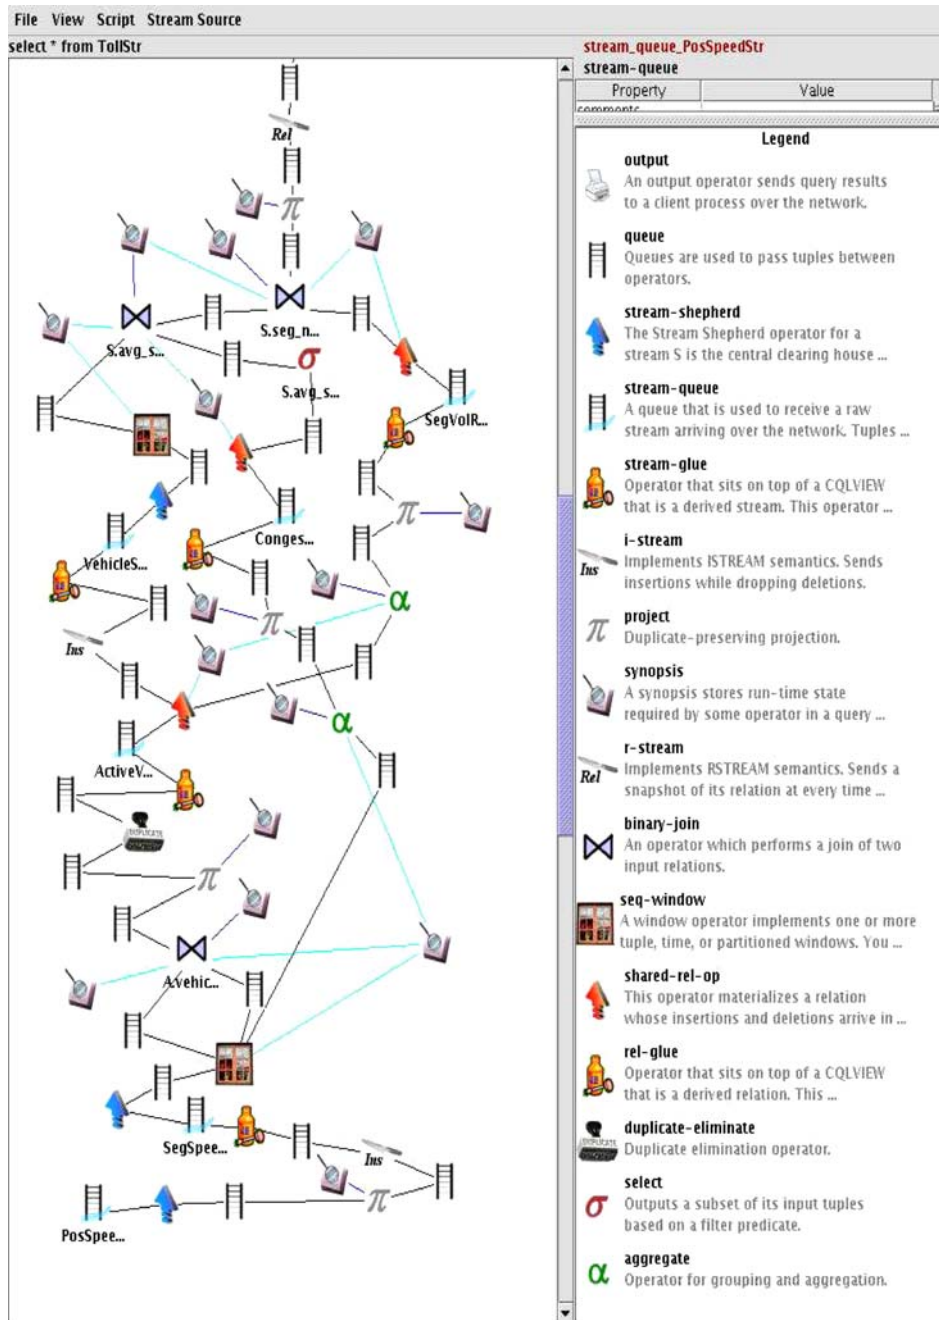 File View Script Stream Source
select * from TollStr
stream_queue_PosSpeedStr
stream-queue
Property Value
comments
Rel
S.seg_n...
S.avg_s...
S.avg_s...
SegVolR...
Conges...
VehicleS...
Ins
ActiveV...
DUPLICATE
A.vehic...
SegSpee...
Ins
PosSpee...
Legend
output
An output operator sends query results
to a client process over the network.
queue
Queues are used to pass tuples between
operators.
stream-shepherd
The Stream Shepherd operator for a
stream S is the central clearing house ...
stream-queue
A queue that is used to receive a raw
stream arriving over the network. Tuples ...
stream-glue
Operator that sits on top of a CQLVIEW
that is a derived stream. This operator ...
i-stream
Implements ISTREAM semantics. Sends
Ins
insertions while dropping deletions.
π
project
Duplicate-preserving projection.
synopsis
A synopsis stores run-time state
required by some operator in a query ...
r-stream
Implements RSTREAM semantics. Sends a
Rel
snapshot of its relation at every time ...
binary-join
An operator which performs a join of two
input relations.
seq-window
A window operator implements one or more
tuple, time, or partitioned windows. You ...
shared-rel-op
This operator materializes a relation
whose insertions and deletions arrive in ...
rel-glue
Operator that sits on top of a CQLVIEW
that is a derived relation. This ...
duplicate-eliminate
DUPLICATE
Duplicate elimination operator.
select
σ
Outputs a subset of its input tuples
based on a filter predicate.
aggregate
α
Operator for grouping and aggregation.